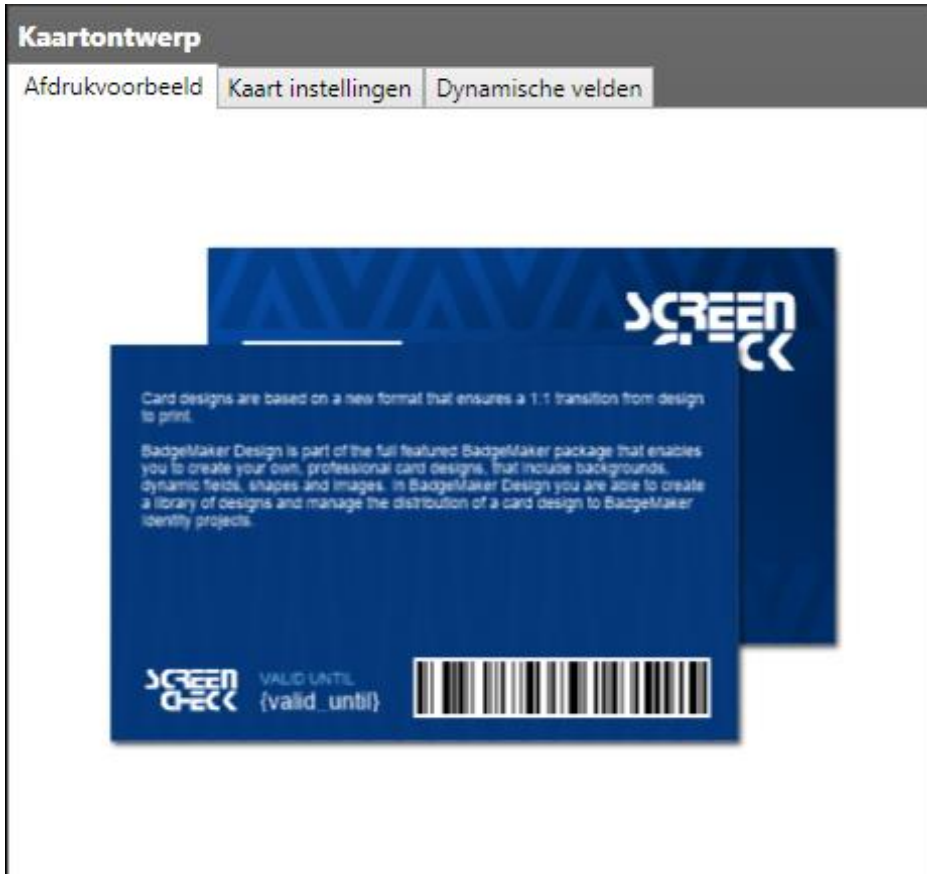 Kaartontwerp
Afdrukvoorbeeld Kaart instellingen Dynamische velden
SCREEN
CK
Card designs are based on a new format that ensures a 1:1 transition from design
to print.
BadgeMaker Design is part of the full featured BadgeMaker package that enables
you to create your own, professional card designs, that include backgrounds,
dynamic fields, shapes and images. In BadgeMaker Design you are able to create
a library of designs and manage the distribution of a card design to BadgeMaker
Identity projects.
SCREEN
CHECK
VALID UNTIL
{valid_until}